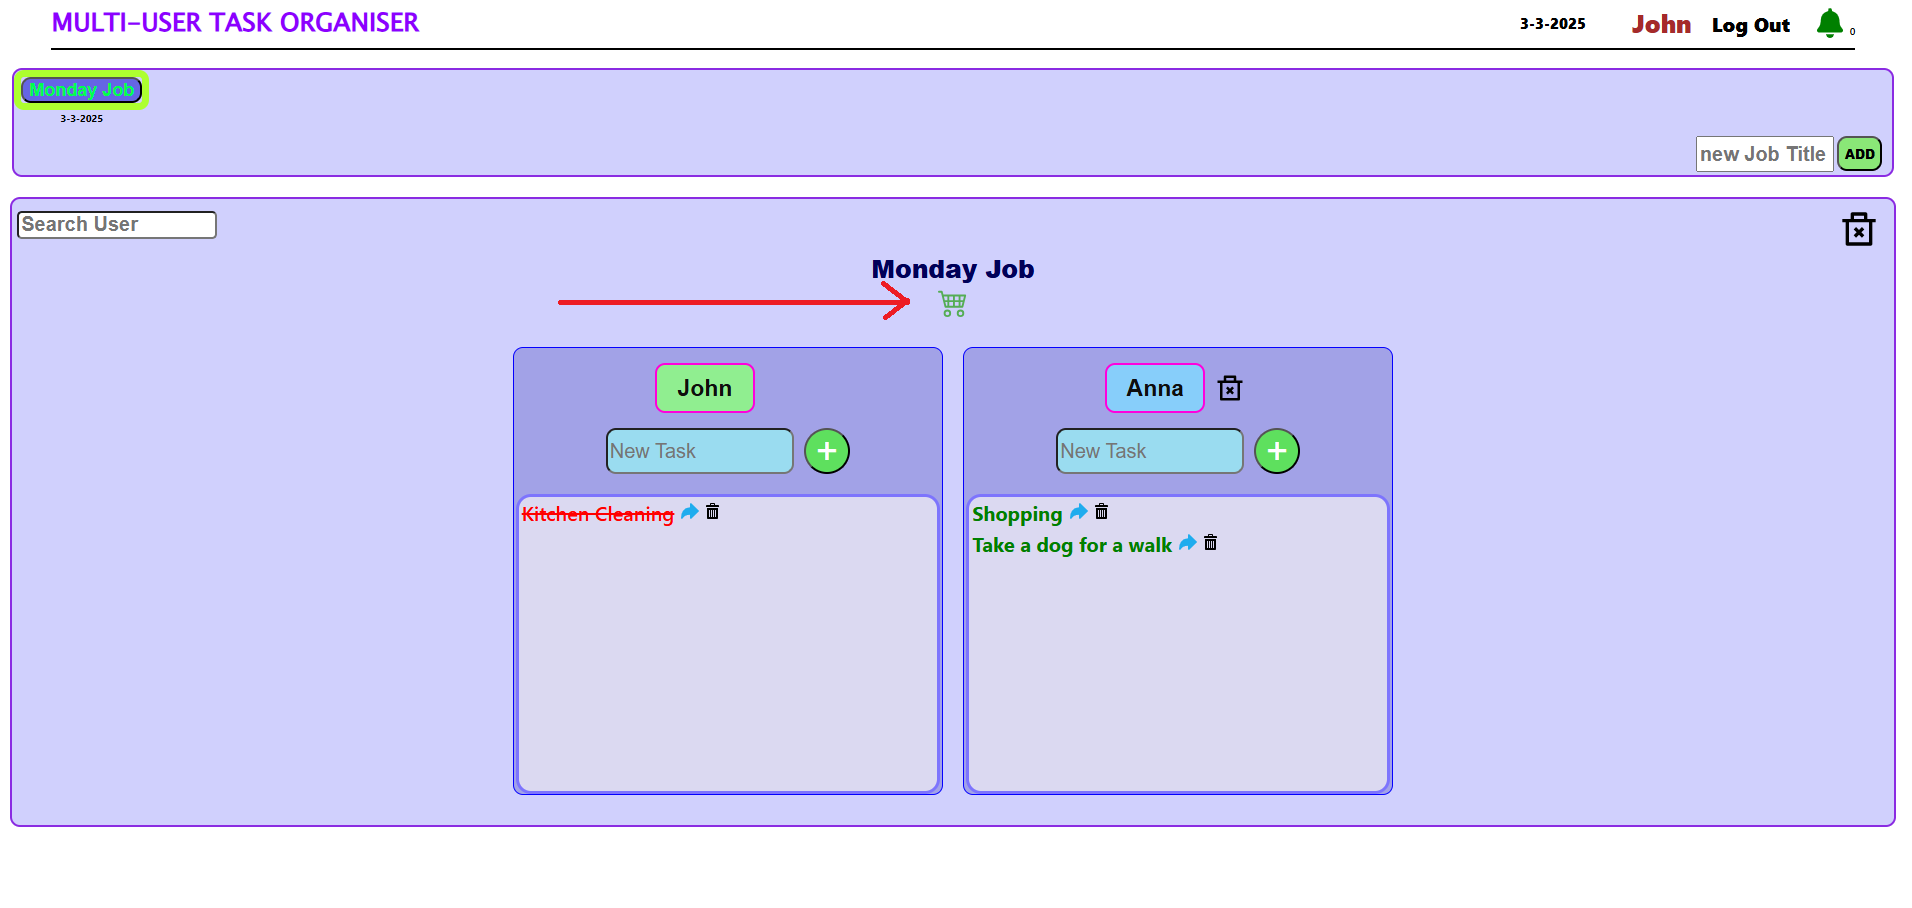 MULTI-USER TASK ORGANISER
3-3-2025 John Log Out 0
Monday Job
3-3-2025
new Job Title ADD
Search User
Monday Job
John
New Task
Kitchen Cleaning
Anna
New Task
Shopping
Take a dog for a walk